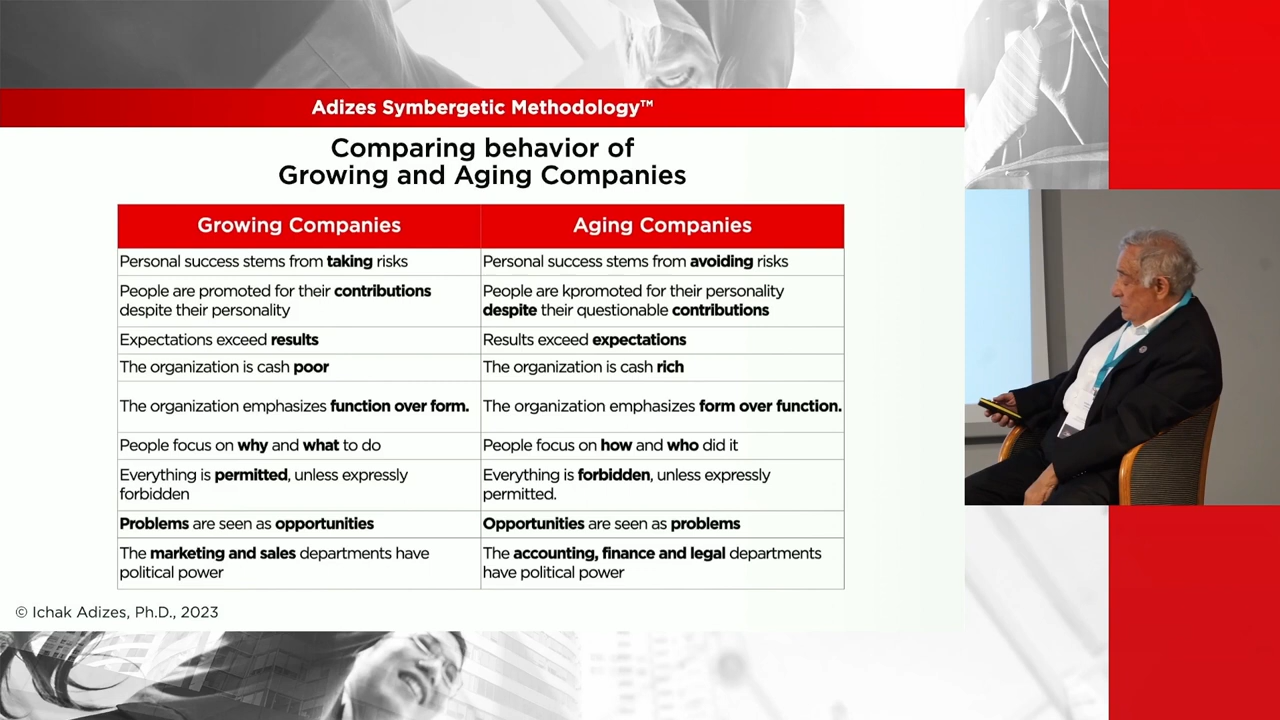 Adizes Symbergetic Methodology™
Comparing behavior of
Growing and Aging Companies
Growing Companies
Aging Companies
Personal success stems from taking risks
Personal success stems from avoiding risks
People are promoted for their contributions
despite their personality
People are kpromoted for their personality
despite their questionable contributions
Expectations exceed results
Results exceed expectations
The organization is cash poor
The organization is cash rich
The organization emphasizes function over form.
The organization emphasizes form over function.
People focus on why and what to do
People focus on how and who did it
Everything is permitted, unless expressly
forbidden
Everything is forbidden, unless expressly
permitted.
Problems are seen as opportunities
Opportunities are seen as problems
The marketing and sales departments have
political power
The accounting, finance and legal departments
have political power
© Ichak Adizes, Ph.D., 2023